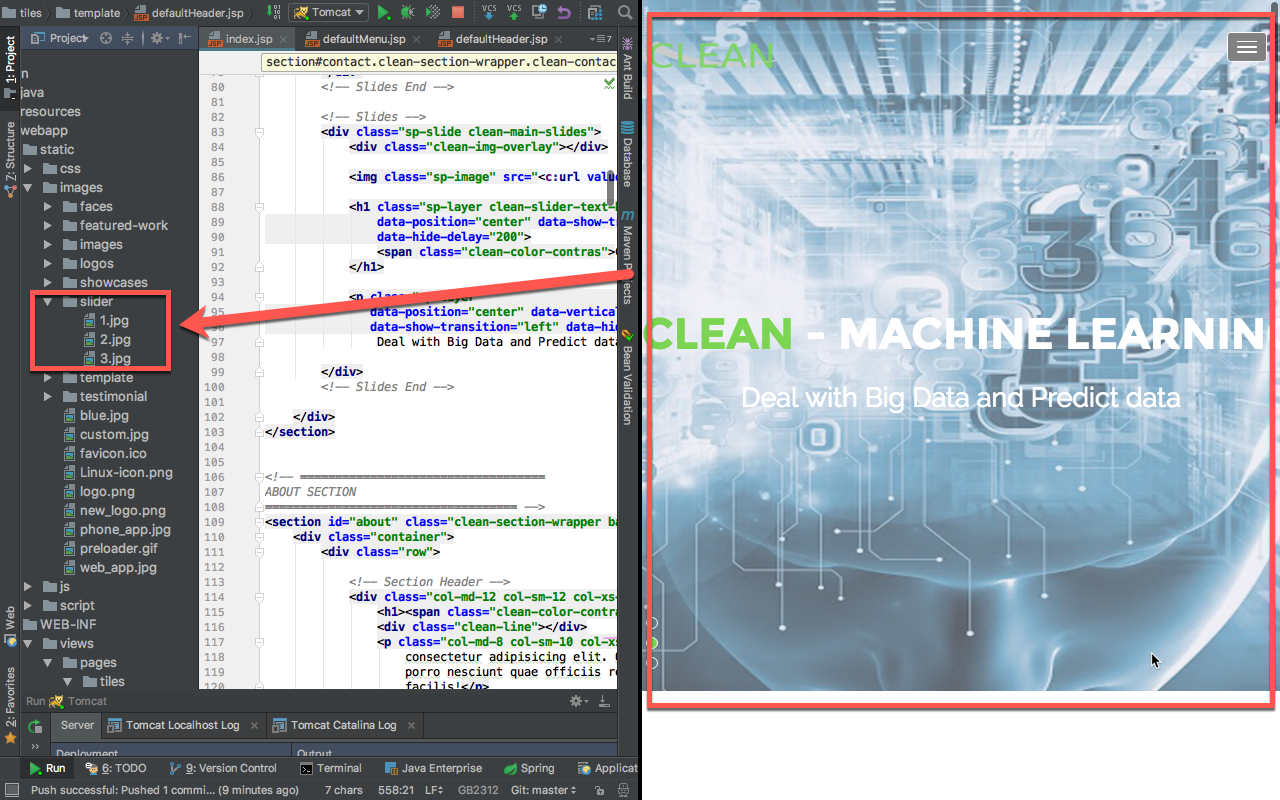 tiles
template
defaultHeader.jsp
Tomcat
VCS
VCS
Project
index.jsp
defaultMenu.jsp
defaultHeader.jsp
7
1: Project
Z: Structure
Web
2: Favorites
n
java
resources
webapp
static
css
images
faces
featured-work
images
logos
showcases
slider
1.jpg
2.jpg
3.jpg
template
testimonial
blue.jpg
custom.jpg
favicon.ico
Linux-icon.png
logo.png
new_logo.png
phone_app.jpg
preloader.gif
web_app.jpg
js
script
WEB-INF
views
pages
tiles
section#contact.clean-section-wrapper.clean-contac
80 <!-- Slides End -->
81
82 <!-- Slides -->
83 <div class="sp-slide clean-main-slides">
84 <div class="clean-img-overlay"></div>
85
86 <img class="sp-image" src="<c:url valu
87
88 <h1 class="sp-layer clean-slider-text-
89 data-position="center" data-show-t
90 data-hide-delay="200">
91 <span class="clean-color-contras">C
92 </h1>
93
94 <p
95 data-position="center" data-vertical
96 data-show-transition="left" data-hid
97 Deal with Big Data and Predict data
98
99 </div>
100 <!-- Slides End -->
101
102 </div>
103 </section>
104
105
106 <!-- ===================================
107 ABOUT SECTION
108 ==================================== -->
109 <section id="about" class="clean-section-wrapper ba
110 <div class="container">
111 <div class="row">
112
113 <!-- Section Header -->
114 <div class="col-md-12 col-sm-12 col-xs
115 <h1><span class="clean-color-contra
116 <div class="clean-line"></div>
117 <p class="col-md-8 col-sm-10 col-xs
118 consectetur adipisicing elit.
119 porro nesciunt quae officiis re
120 facilis!</p>
Ant Build
Database
Maven Projects
Bean Validation
Run Tomcat
Server
Tomcat Localhost Log
Tomcat Catalina Log
Deployment
Output
Run
6: TODO
9: Version Control
Terminal
Java Enterprise
Spring
Applicat
Push successful: Pushed 1 commi... (9 minutes ago)
7 chars
558:21
LF
GB2312
Git: master
CLEAN
CLEAN - MACHINE LEARNIN
Deal with Big Data and Predict data